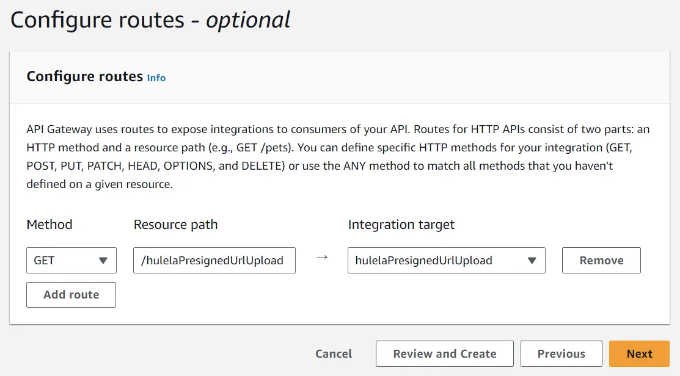 Configure routes - optional
Configure routes Info
API Gateway uses routes to expose integrations to consumers of your API. Routes for HTTP APIs consist of two parts: an
HTTP method and a resource path (e.g., GET /pets). You can define specific HTTP methods for your integration (GET,
POST, PUT, PATCH, HEAD, OPTIONS, and DELETE) or use the ANY method to match all methods that you haven't
defined on a given resource.
Method Resource path Integration target
GET /hulelaPresignedUrlUpload → hulelaPresignedUrlUpload Remove
Add route
Cancel Review and Create Previous Next